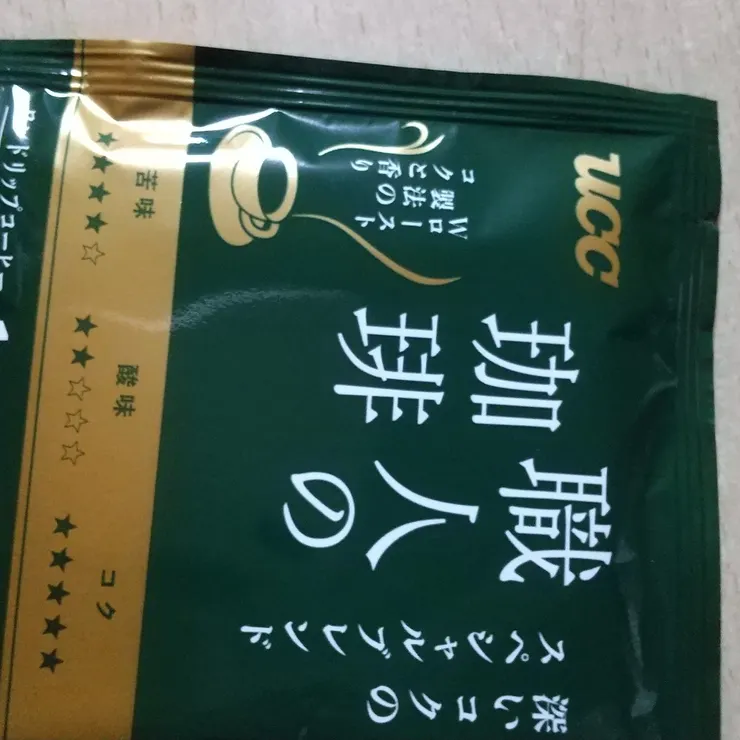 UCC
深いコクの
スペシャルブレンド
職人の
珈琲
Wロースト
製法の
コクと香り
苦味
★★★★☆
酸味
★★☆☆☆
コク
★★★★★
ドリップコーヒー